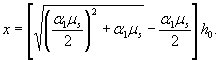 x = [√((α₁μₛ/2)² + α₁μₛ) − α₁μₛ/2] h₀.